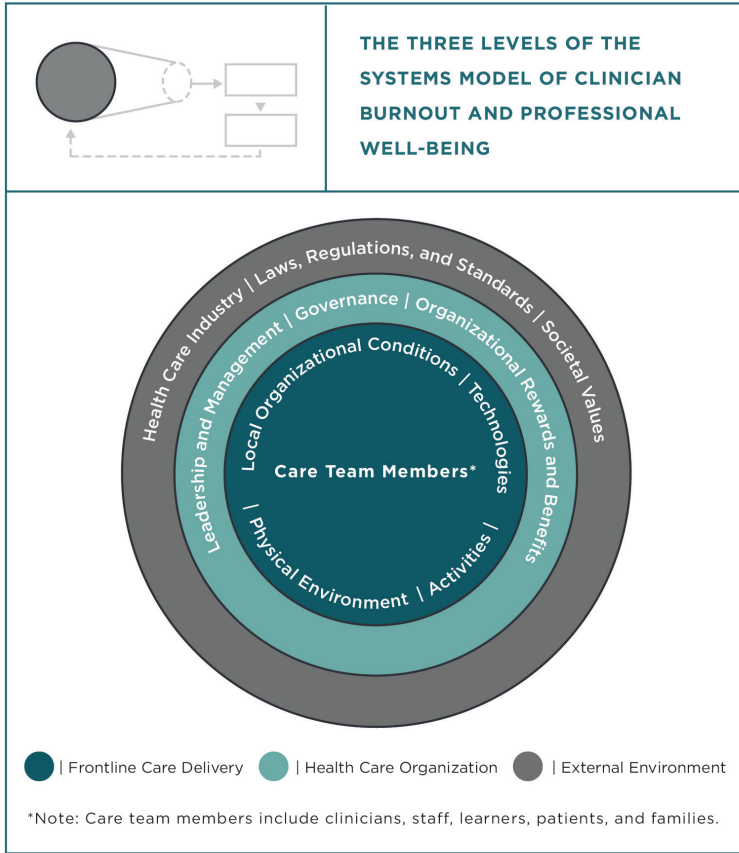 THE THREE LEVELS OF THE
SYSTEMS MODEL OF CLINICIAN
BURNOUT AND PROFESSIONAL
WELL-BEING
Health Care Industry | Laws, Regulations, and Standards | Societal Values
Leadership and Management | Governance | Organizational Rewards and Benefits
Local Organizational Conditions | Technologies
Care Team Members*
| Physical Environment | Activities |
| Frontline Care Delivery | Health Care Organization | External Environment
*Note: Care team members include clinicians, staff, learners, patients, and families.